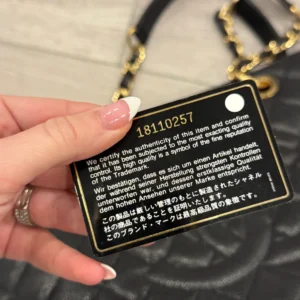 18110257
We certify the authenticity of this item and confirm
that it has been subjected to the most exacting quality
control. Its high quality is a symbol of the fine reputation
of the Trademark.
Wir bestätigen, dass es sich um einen Artikel handelt.
Der während seiner Herstellung strengsten Kontrollen
unterworfen war, und dessen erstklassige Qualität
dem hohen Ansehen unserer Marke entspricht.
この製品は厳しい管理のもとに製造されたシャネル
社の商品であることを証明いたします。
このブランド・マークは最高級品質の象徴です。